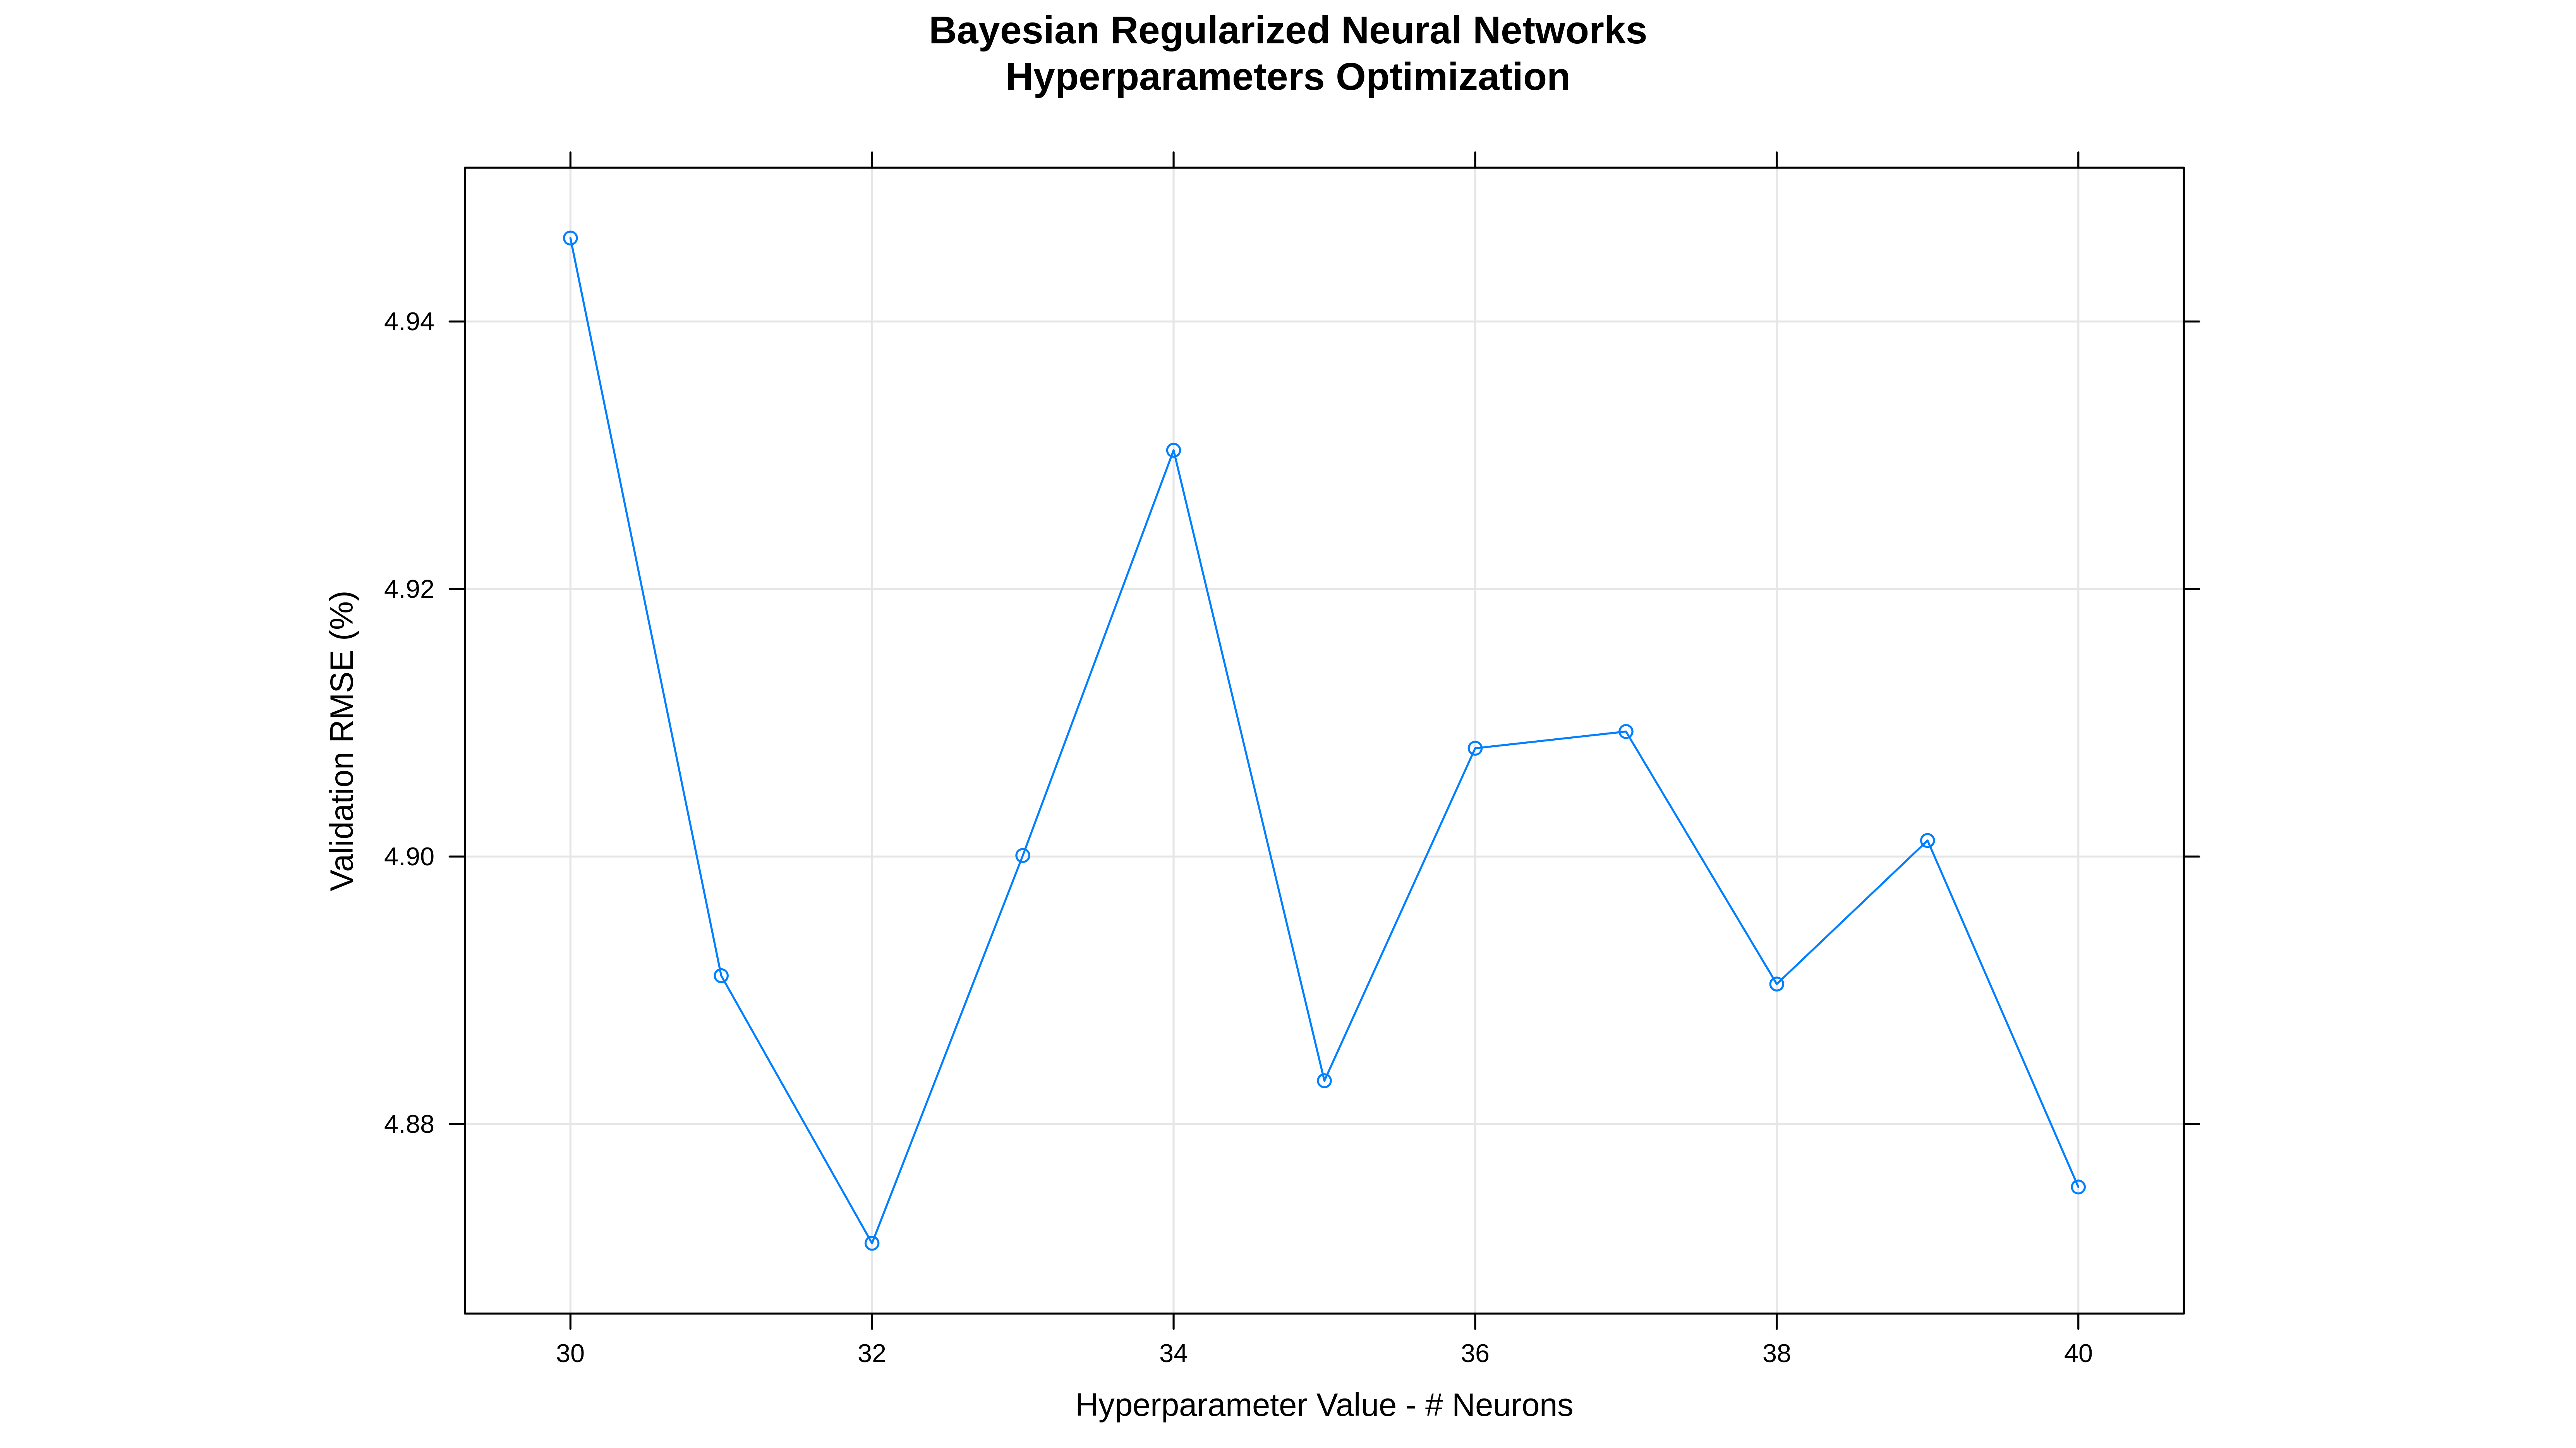 Bayesian Regularized Neural Networks
Hyperparameters Optimization
Validation RMSE (%)
4.94
4.92
4.90
4.88
30 32 34 36 38 40
Hyperparameter Value - # Neurons